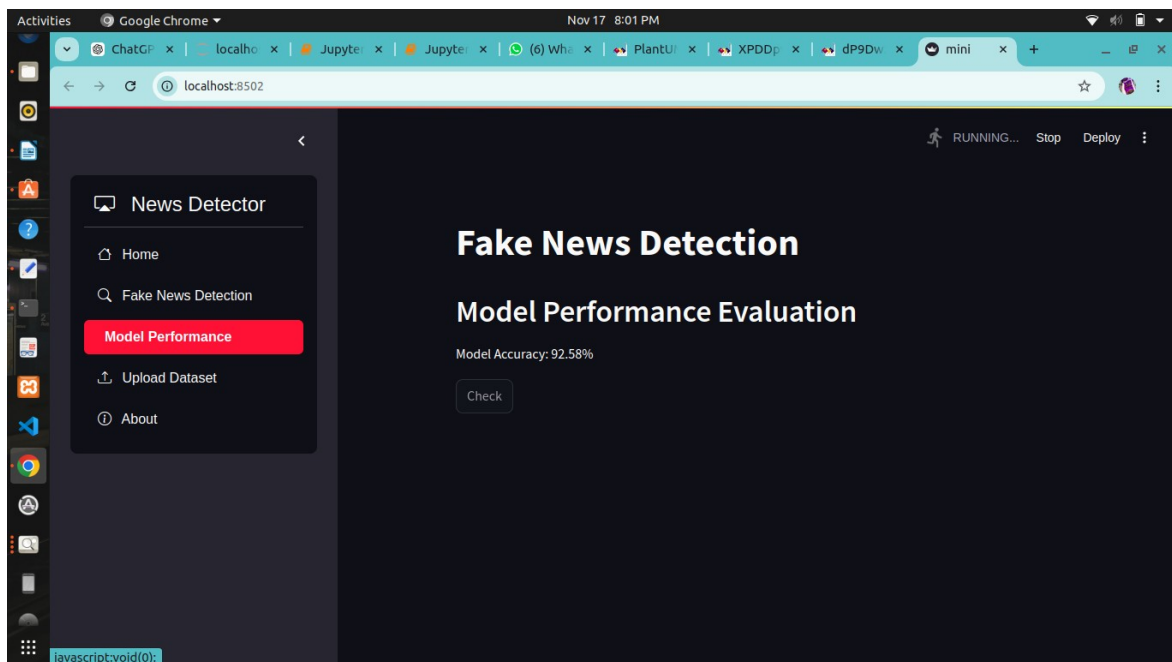 Activities Google Chrome Nov 17 8:01 PM
ChatGP localho Jupyter Jupyter (6) Wha PlantU XPDDp dP9Dw mini
localhost:8502
RUNNING... Stop Deploy
News Detector
Home
Fake News Detection
Model Performance
Upload Dataset
About
Fake News Detection
Model Performance Evaluation
Model Accuracy: 92.58%
Check
javascript:void(0);